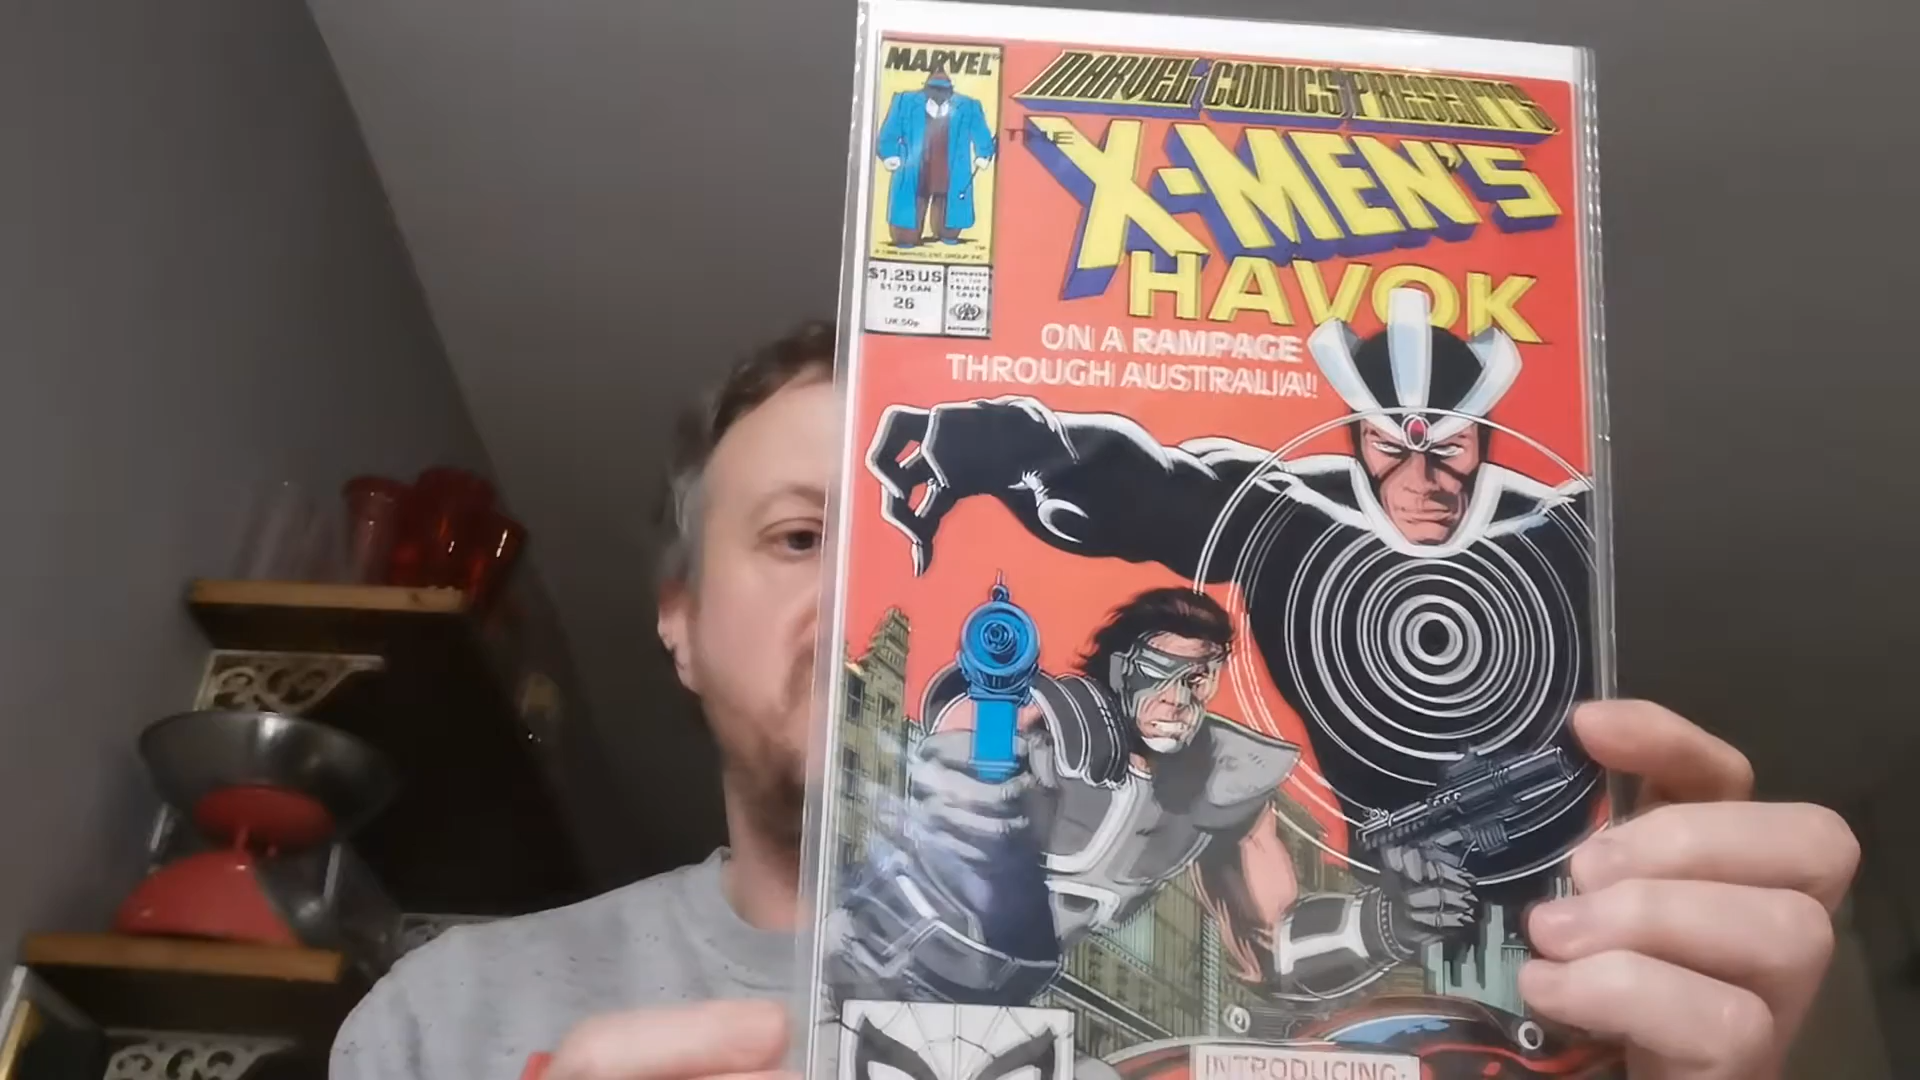 MARVEL
MARVEL COMICS PRESENTS
THE
X-MEN'S
HAVOK
$1.25 US
$1.75 CAN
26
UK 50p
ON A RAMPAGE
THROUGH AUSTRALIA!!
INTRODUCING: